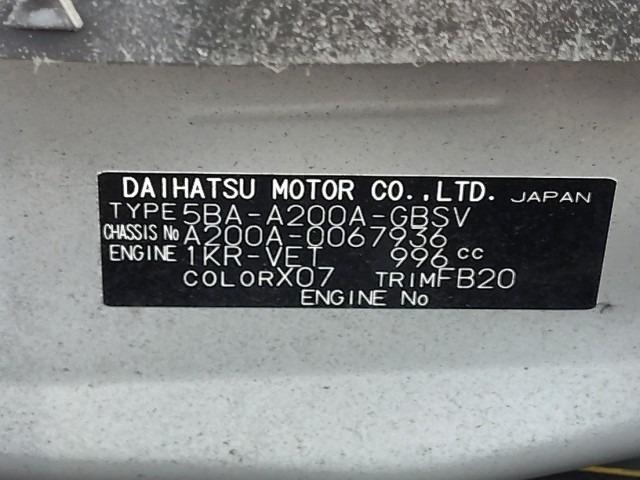 DAIHATSU MOTOR CO.,LTD. JAPAN
TYPE 5BA-A200A-GBSV
CHASSIS No A200A-0067936
ENGINE 1KR-VET 996 cc
COLOR X07 TRIM FB20
ENGINE No